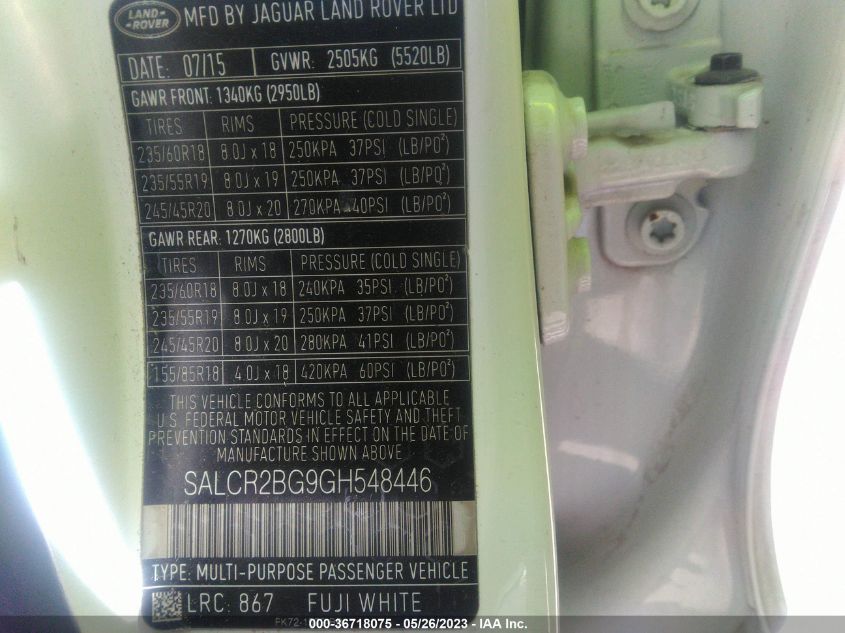 LAND ROVER
MFD BY JAGUAR LAND ROVER LTD
DATE: 07/15 GVWR: 2505KG (5520LB)
GAWR FRONT: 1340KG (2950LB)
TIRES RIMS PRESSURE (COLD SINGLE)
235/60R18 8.0J x 18 250KPA 37PSI (LB/PO²)
235/55R19 8.0J x 19 250KPA 37PSI (LB/PO²)
245/45R20 8.0J x 20 270KPA 40PSI (LB/PO²)
GAWR REAR: 1270KG (2800LB)
TIRES RIMS PRESSURE (COLD SINGLE)
235/60R18 8.0J x 18 240KPA 35PSI (LB/PO²)
235/55R19 8.0J x 19 250KPA 37PSI (LB/PO²)
245/45R20 8.0J x 20 280KPA 41PSI (LB/PO²)
155/85R18 4.0J x 18 420KPA 60PSI (LB/PO²)
THIS VEHICLE CONFORMS TO ALL APPLICABLE
U.S. FEDERAL MOTOR VEHICLE SAFETY AND THEFT
PREVENTION STANDARDS IN EFFECT ON THE DATE OF
MANUFACTURE SHOWN ABOVE
SALCR2BG9GH548446
TYPE: MULTI-PURPOSE PASSENGER VEHICLE
LRC: 867 FUJI WHITE
000-36718075 - 05/26/2023 - IAA Inc.